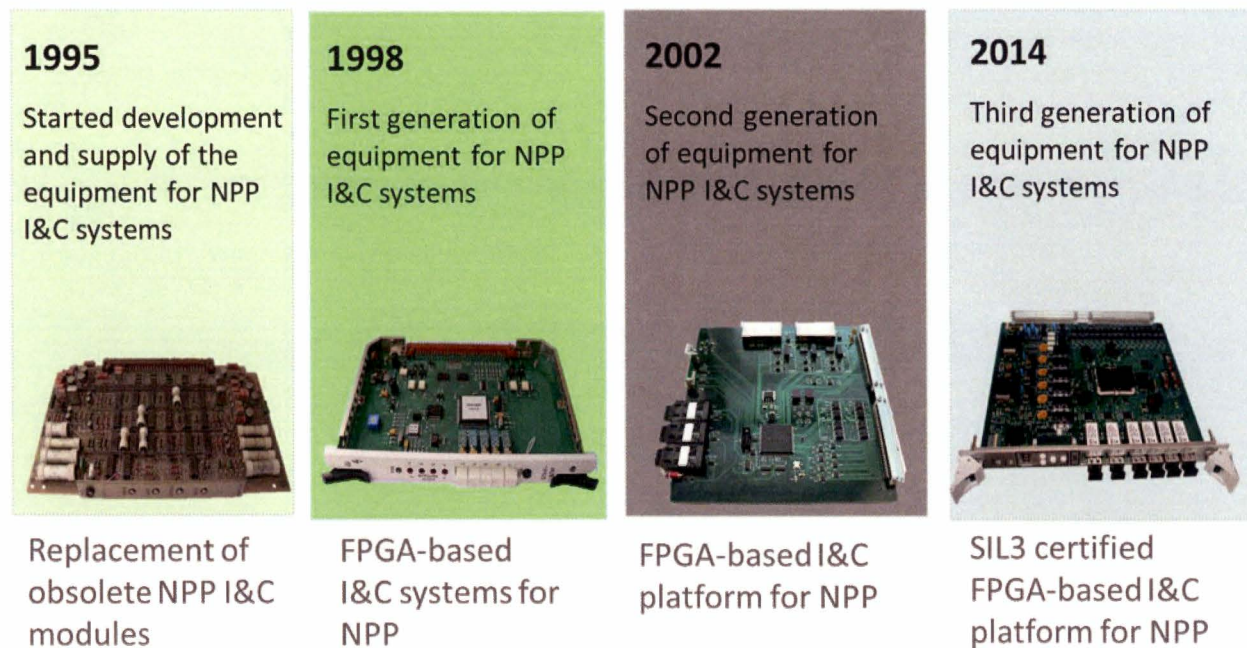 1995
Started development
and supply of the
equipment for NPP
I&C systems
Replacement of
obsolete NPP I&C
modules
1998
First generation of
equipment for NPP
I&C systems
FPGA-based
I&C systems for
NPP
2002
Second generation
of equipment for
NPP I&C systems
FPGA-based I&C
platform for NPP
2014
Third generation of
equipment for NPP
I&C systems
SIL3 certified
FPGA-based I&C
platform for NPP